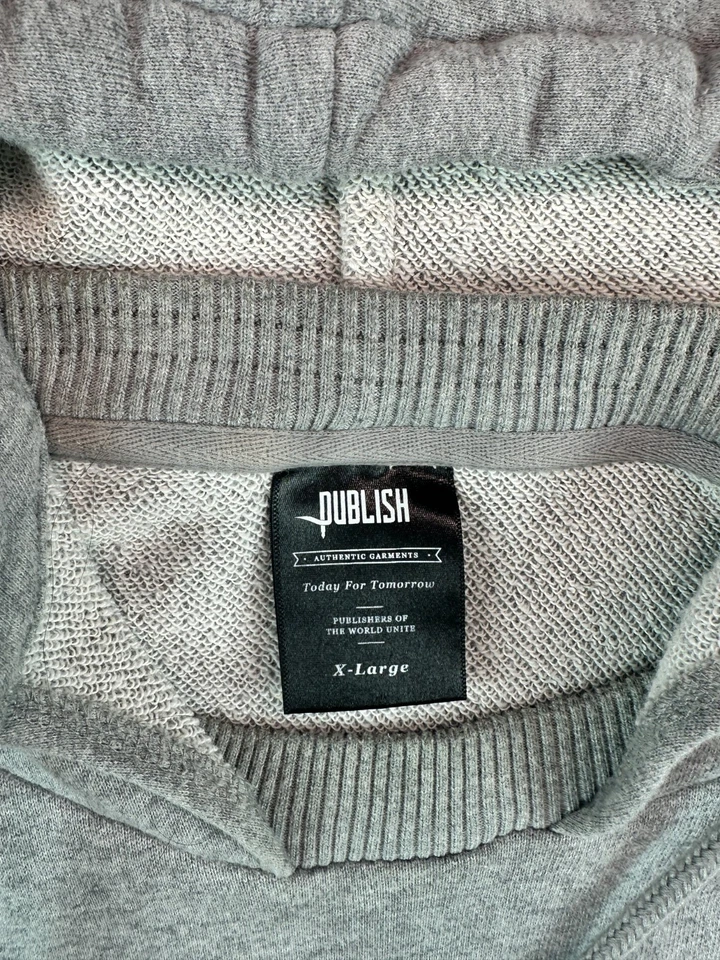 PUBLISH
· AUTHENTIC GARMENTS ·
Today For Tomorrow
PUBLISHERS OF
THE WORLD UNITE
X-Large